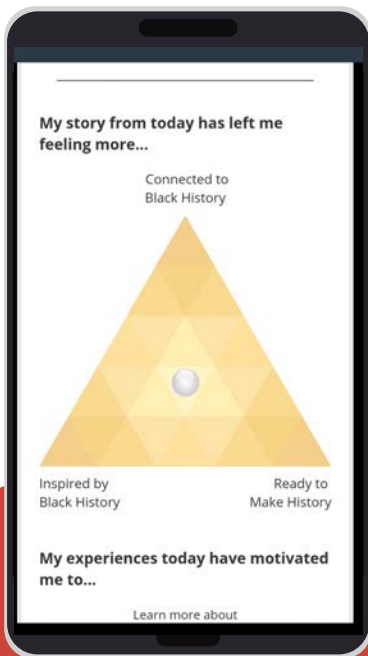 My story from today has left me
feeling more...
Connected to
Black History
Inspired by
Black History
Ready to
Make History
My experiences today have motivated
me to...
Learn more about